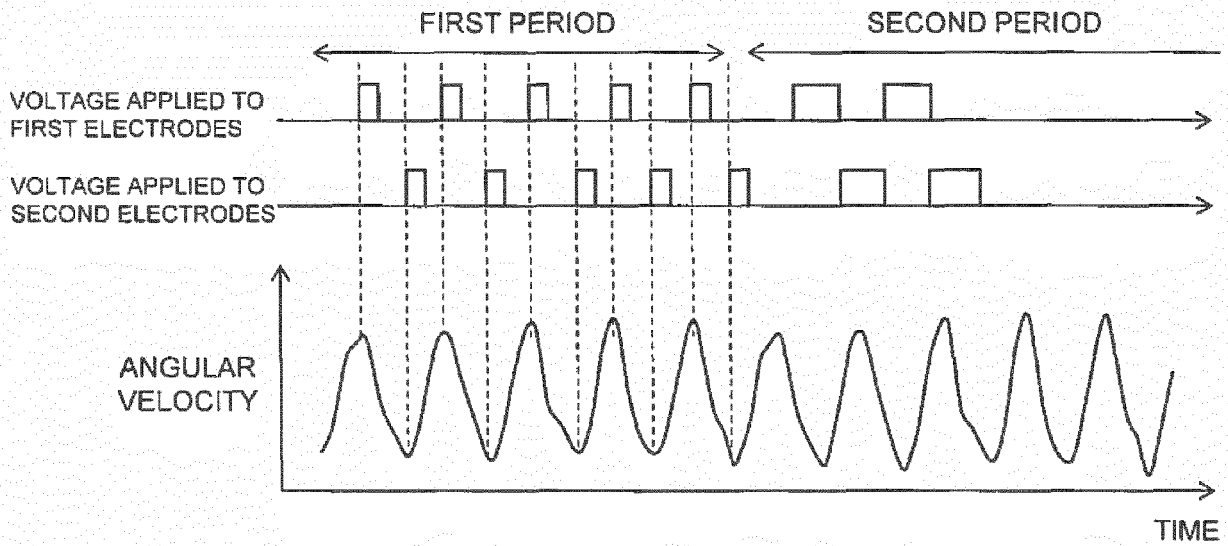 FIRST PERIOD
SECOND PERIOD
VOLTAGE APPLIED TO
FIRST ELECTRODES
VOLTAGE APPLIED TO
SECOND ELECTRODES
ANGULAR
VELOCITY
TIME